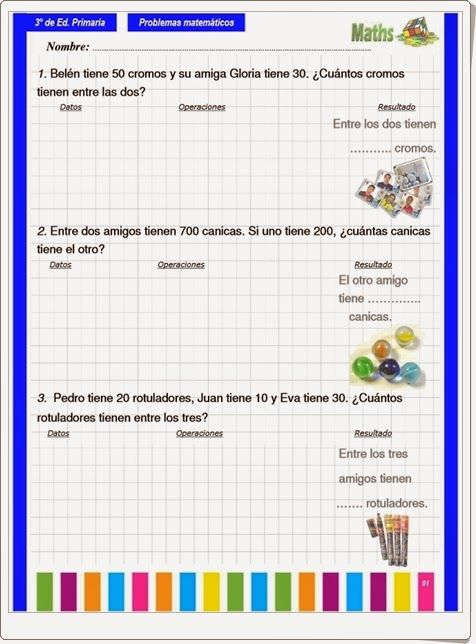 3º de Ed. Primaria Problemas matemáticos
Maths
Nombre: ........................................................................................
1. Belén tiene 50 cromos y su amiga Gloria tiene 30. ¿Cuántos cromos
tienen entre las dos?
Datos Operaciones Resultado
Entre los dos tienen
........... cromos.
2. Entre dos amigos tienen 700 canicas. Si uno tiene 200, ¿cuántas canicas
tiene el otro?
Datos Operaciones Resultado
El otro amigo
tiene ..............
canicas.
3. Pedro tiene 20 rotuladores, Juan tiene 10 y Eva tiene 30. ¿Cuántos
rotuladores tienen entre los tres?
Datos Operaciones Resultado
Entre los tres
amigos tienen
....... rotuladores.
01